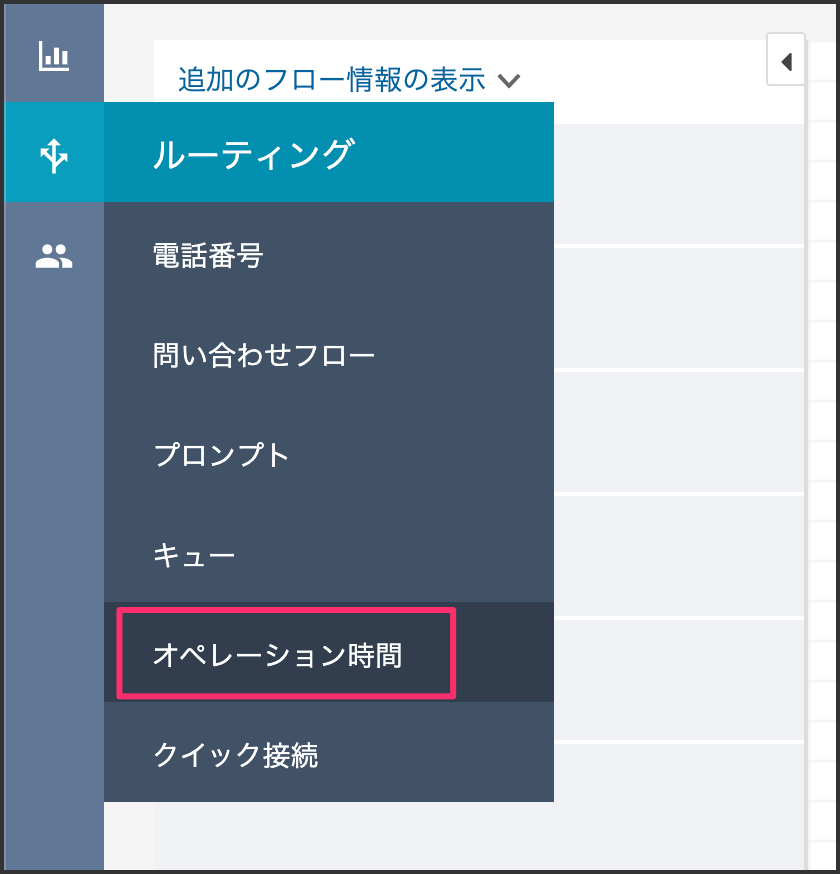 追加のフロー情報の表示
ルーティング
電話番号
問い合わせフロー
プロンプト
キュー
オペレーション時間
クイック接続